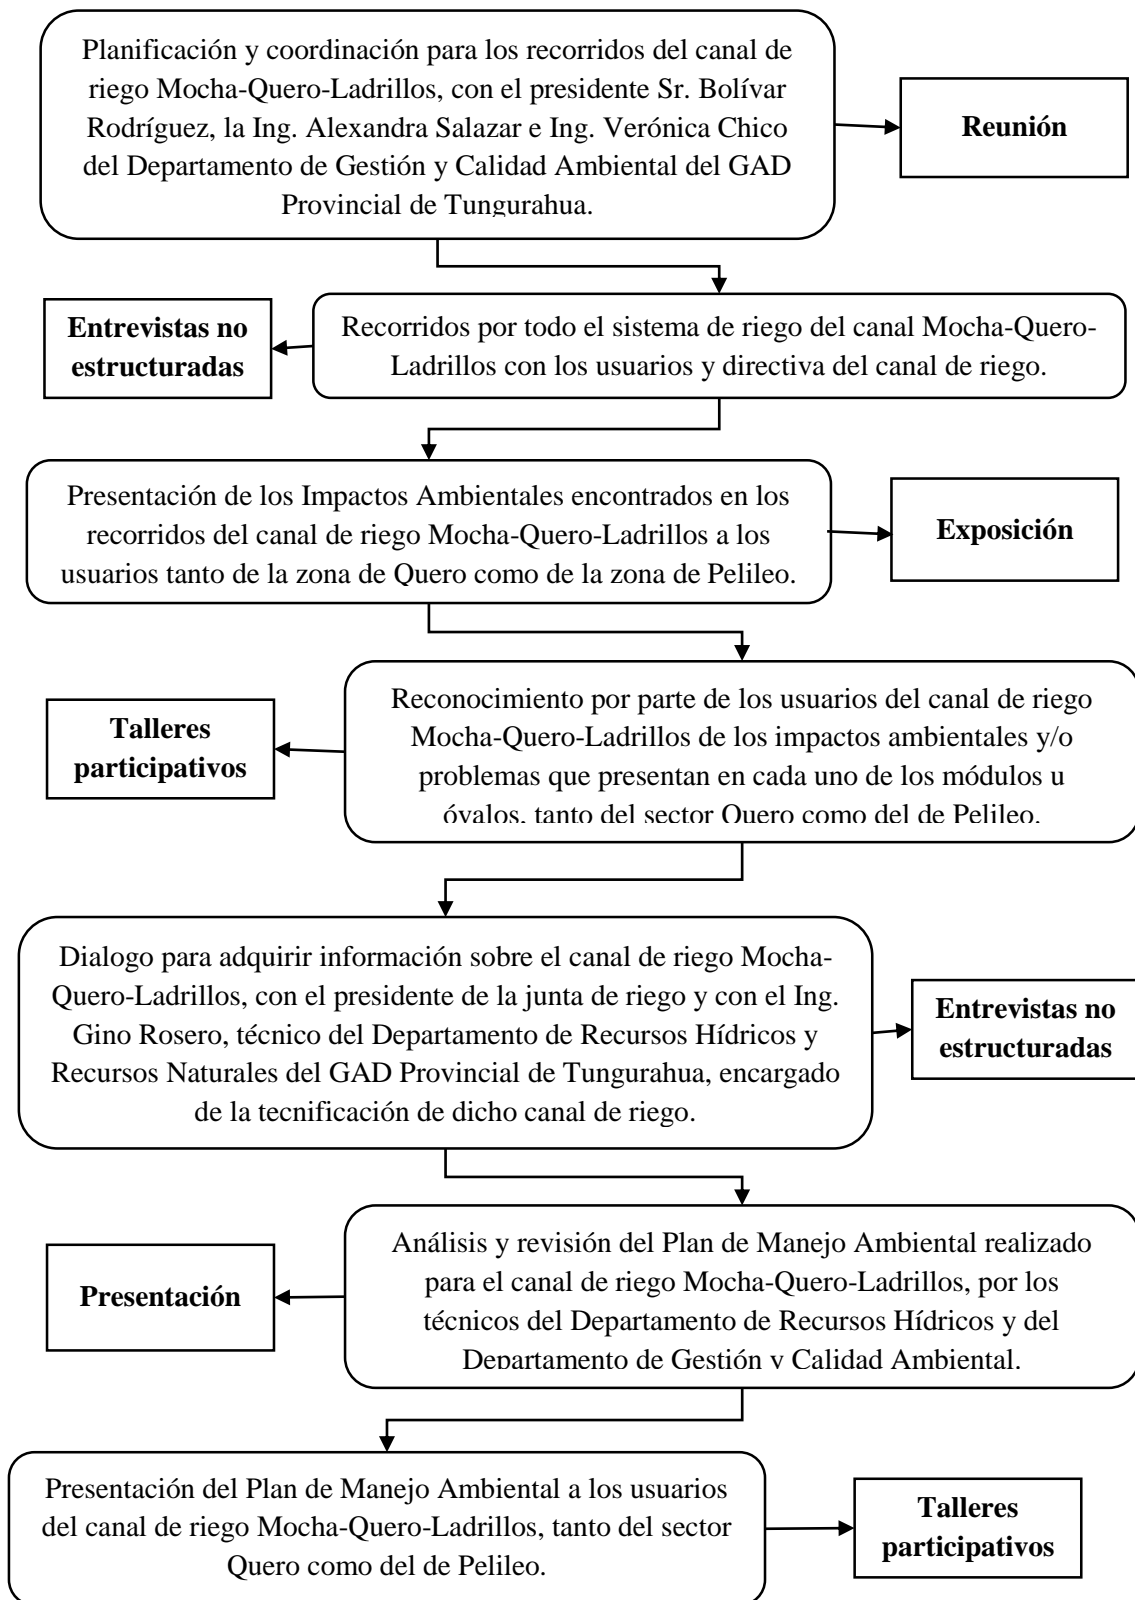 Planificación y coordinación para los recorridos del canal de
riego Mocha-Quero-Ladrillos, con el presidente Sr. Bolívar
Rodríguez, la Ing. Alexandra Salazar e Ing. Verónica Chico
del Departamento de Gestión y Calidad Ambiental del GAD
Provincial de Tungurahua.
Reunión
Entrevistas no
estructuradas
Recorridos por todo el sistema de riego del canal Mocha-Quero-
Ladrillos con los usuarios y directiva del canal de riego.
Presentación de los Impactos Ambientales encontrados en los
recorridos del canal de riego Mocha-Quero-Ladrillos a los
usuarios tanto de la zona de Quero como de la zona de Pelileo.
Exposición
Talleres
participativos
Reconocimiento por parte de los usuarios del canal de riego
Mocha-Quero-Ladrillos de los impactos ambientales y/o
problemas que presentan en cada uno de los módulos u
óvalos, tanto del sector Quero como del de Pelileo.
Dialogo para adquirir información sobre el canal de riego Mocha-
Quero-Ladrillos, con el presidente de la junta de riego y con el Ing.
Gino Rosero, técnico del Departamento de Recursos Hídricos y
Recursos Naturales del GAD Provincial de Tungurahua, encargado
de la tecnificación de dicho canal de riego.
Entrevistas no
estructuradas
Presentación
Análisis y revisión del Plan de Manejo Ambiental realizado
para el canal de riego Mocha-Quero-Ladrillos, por los
técnicos del Departamento de Recursos Hídricos y del
Departamento de Gestión y Calidad Ambiental.
Presentación del Plan de Manejo Ambiental a los usuarios
del canal de riego Mocha-Quero-Ladrillos, tanto del sector
Quero como del de Pelileo.
Talleres
participativos